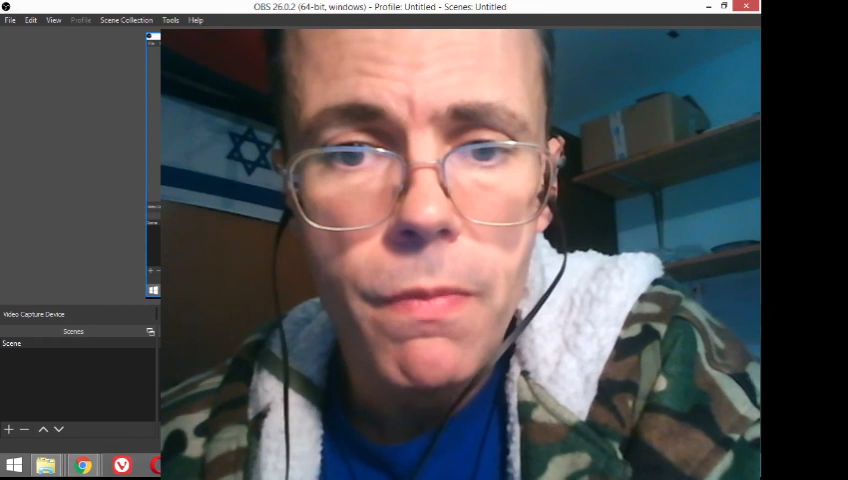 OBS 26.0.2 (64-bit, windows) - Profile: Untitled - Scenes: Untitled
File Edit View Profile Scene Collection Tools Help
Video Capture Device
Scenes
Scene